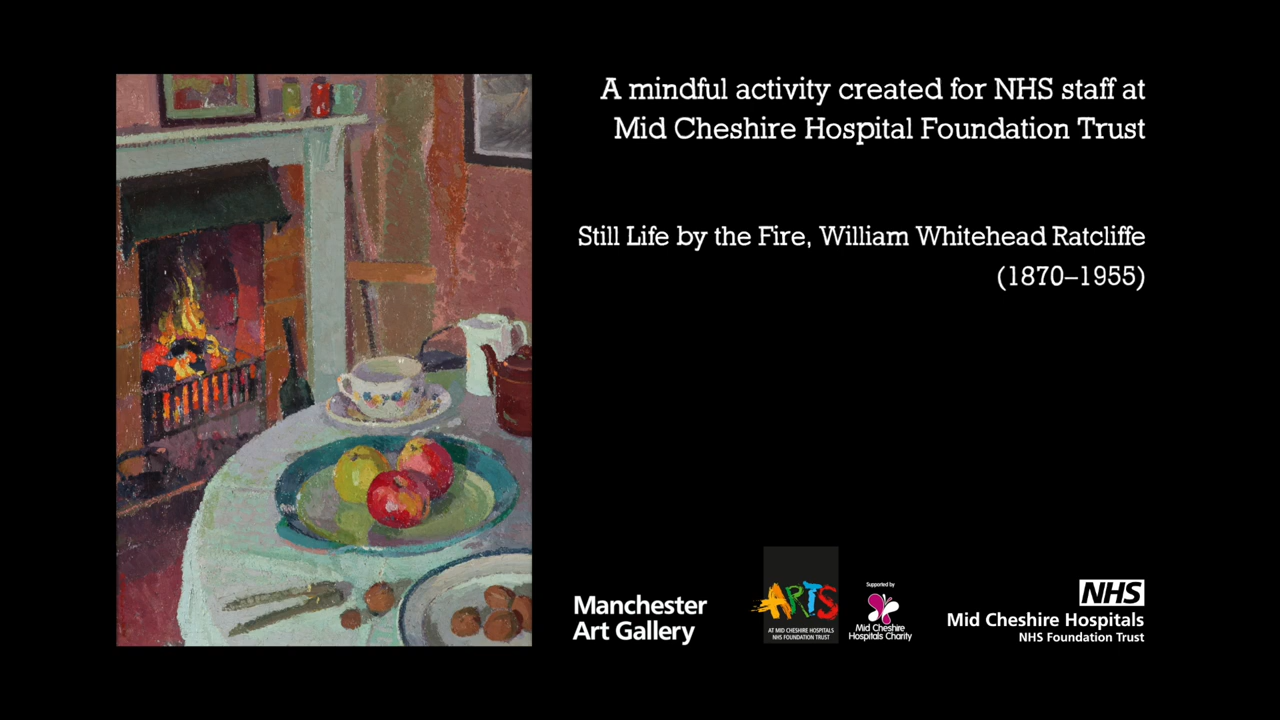 A mindful activity created for NHS staff at
Mid Cheshire Hospital Foundation Trust
Still Life by the Fire, William Whitehead Ratcliffe
(1870–1955)
Manchester
Art Gallery
ARTS
AT MID CHESHIRE HOSPITALS
NHS FOUNDATION TRUST
Supported by
Mid Cheshire
Hospitals Charity
NHS
Mid Cheshire Hospitals
NHS Foundation Trust